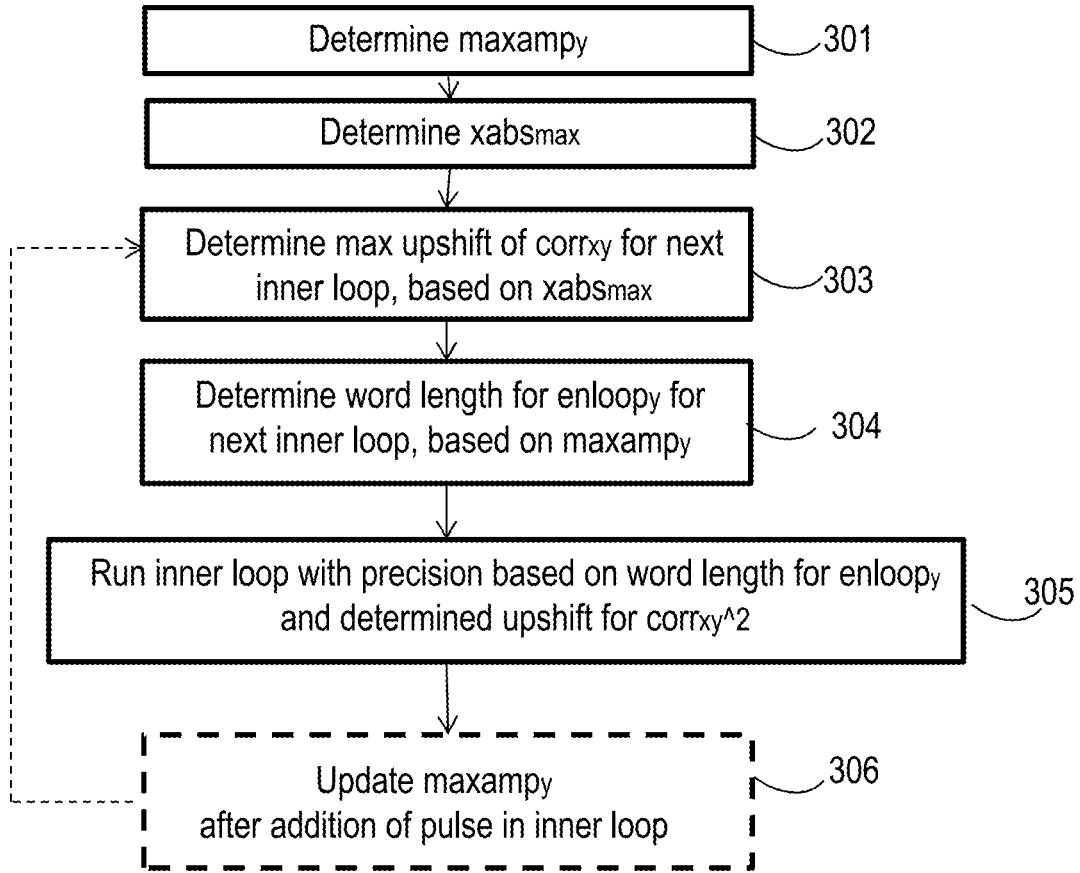 Determine maxampy
301
Determine xabsmax
302
Determine max upshift of corrxy for next
inner loop, based on xabsmax
303
Determine word length for enloopy for
next inner loop, based on maxampy
304
Run inner loop with precision based on word length for enloopy
and determined upshift for corrxy^2
305
Update maxampy
after addition of pulse in inner loop
306